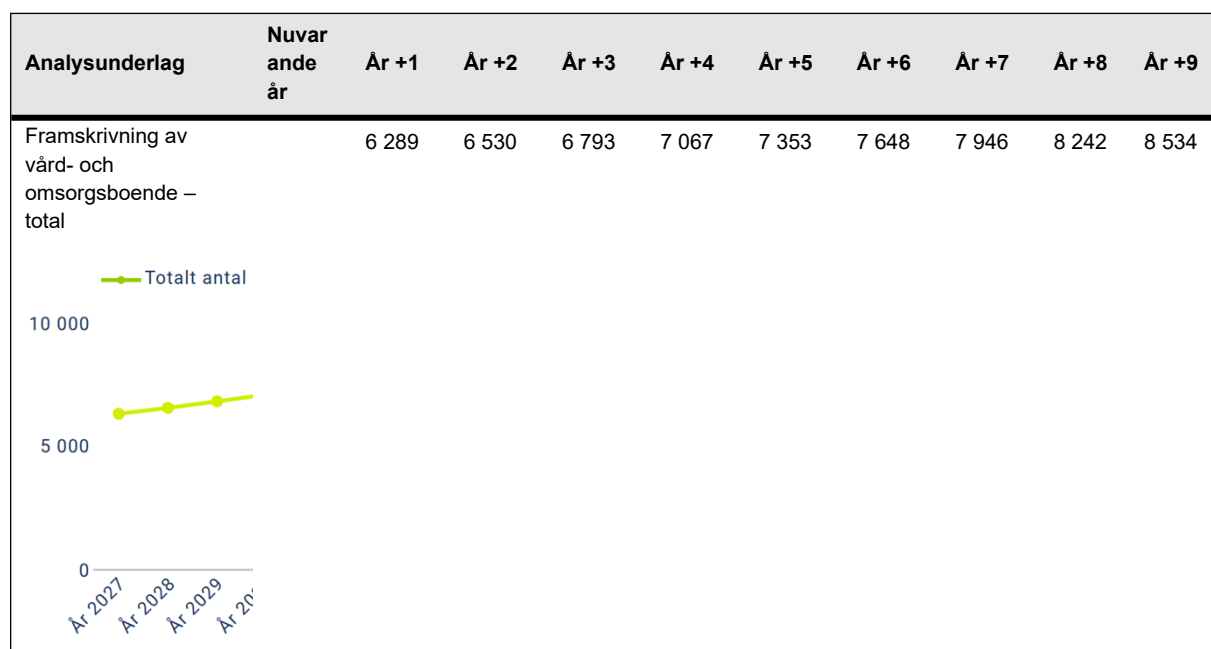 Analysunderlag Nuvar ande år År +1 År +2 År +3 År +4 År +5 År +6 År +7 År +8 År +9
Framskrivning av 6 289 6 530 6 793 7 067 7 353 7 648 7 946 8 242 8 534
vård- och
omsorgsboende –
total
Totalt antal
10 000
5 000
0
År 2027 År 2028 År 2029 År 20